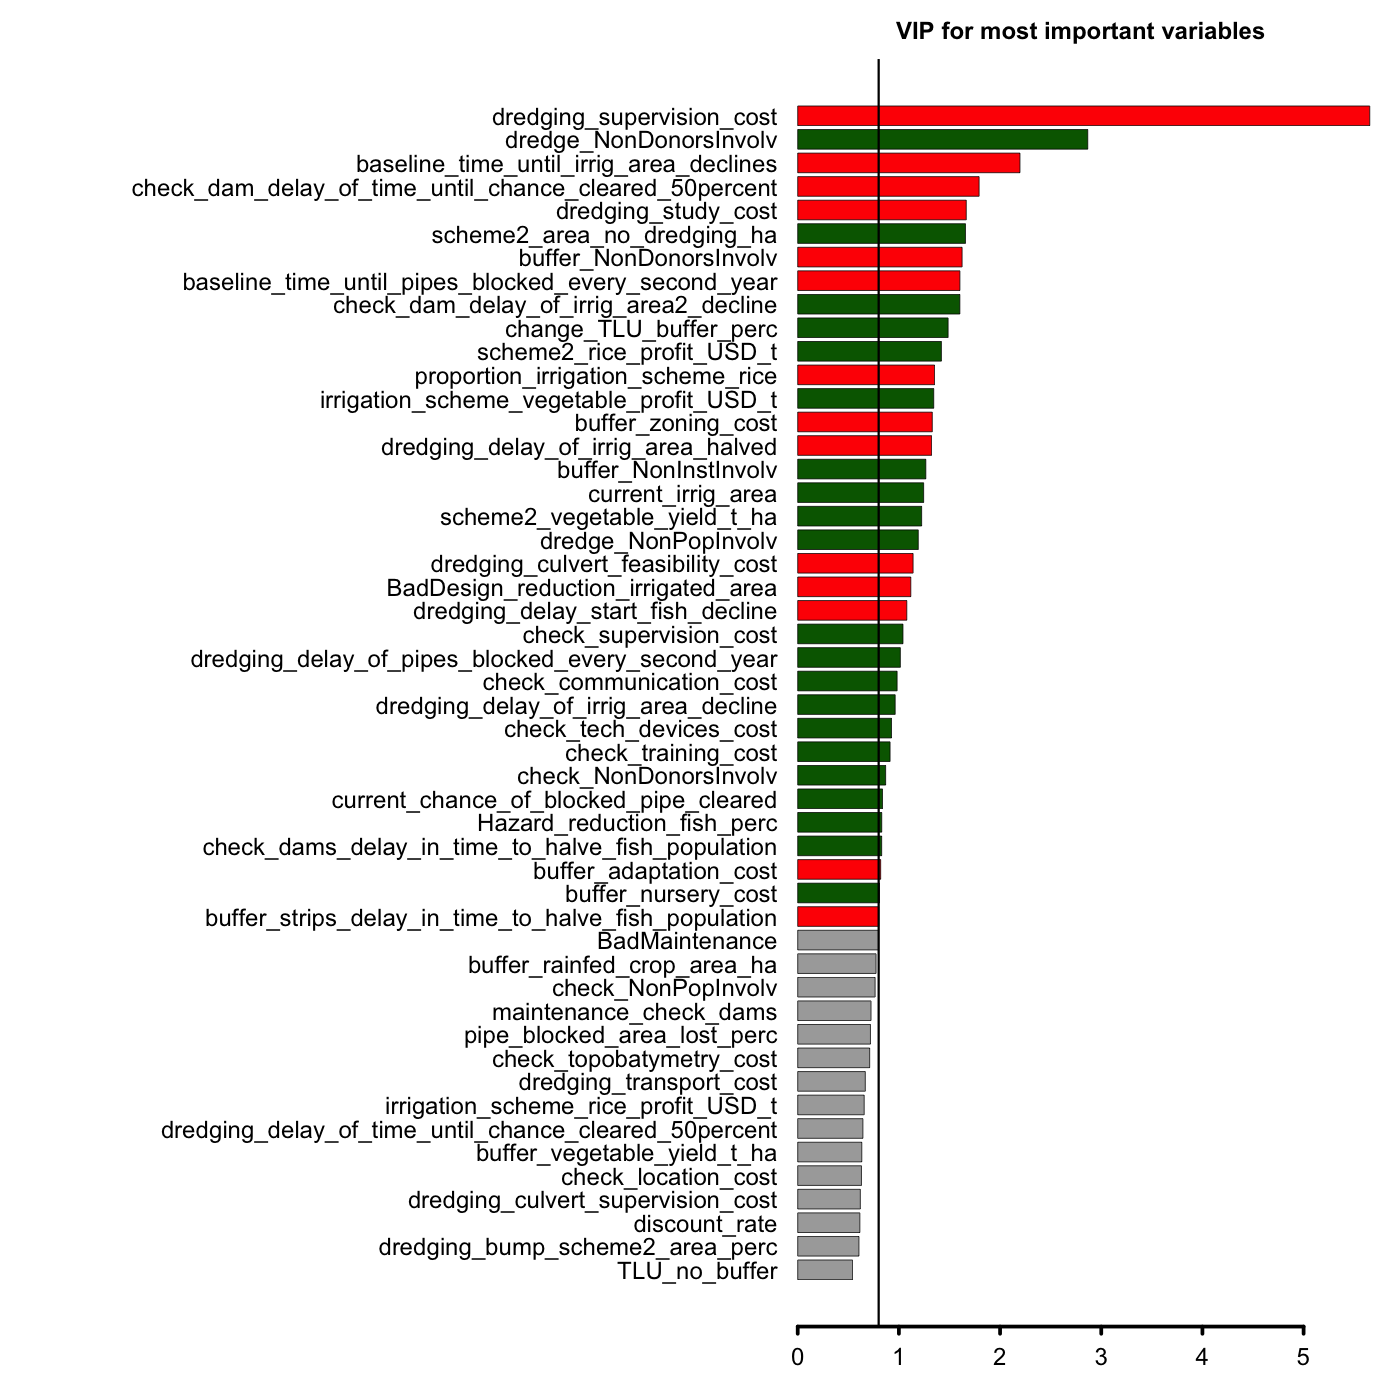 VIP for most important variables
dredging_supervision_cost
dredge_NonDonorsInvolv
baseline_time_until_irrig_area_declines
check_dam_delay_of_time_until_chance_cleared_50percent
dredging_study_cost
scheme2_area_no_dredging_ha
buffer_NonDonorsInvolv
baseline_time_until_pipes_blocked_every_second_year
check_dam_delay_of_irrig_area2_decline
change_TLU_buffer_perc
scheme2_rice_profit_USD_t
proportion_irrigation_scheme_rice
irrigation_scheme_vegetable_profit_USD_t
buffer_zoning_cost
dredging_delay_of_irrig_area_halved
buffer_NonInstInvolv
current_irrig_area
scheme2_vegetable_yield_t_ha
dredge_NonPopInvolv
dredging_culvert_feasibility_cost
BadDesign_reduction_irrigated_area
dredging_delay_start_fish_decline
check_supervision_cost
dredging_delay_of_pipes_blocked_every_second_year
check_communication_cost
dredging_delay_of_irrig_area_decline
check_tech_devices_cost
check_training_cost
check_NonDonorsInvolv
current_chance_of_blocked_pipe_cleared
Hazard_reduction_fish_perc
check_dams_delay_in_time_to_halve_fish_population
buffer_adaptation_cost
buffer_nursery_cost
buffer_strips_delay_in_time_to_halve_fish_population
BadMaintenance
buffer_rainfed_crop_area_ha
check_NonPopInvolv
maintenance_check_dams
pipe_blocked_area_lost_perc
check_topobatymetry_cost
dredging_transport_cost
irrigation_scheme_rice_profit_USD_t
dredging_delay_of_time_until_chance_cleared_50percent
buffer_vegetable_yield_t_ha
check_location_cost
dredging_culvert_supervision_cost
discount_rate
dredging_bump_scheme2_area_perc
TLU_no_buffer
0 1 2 3 4 5